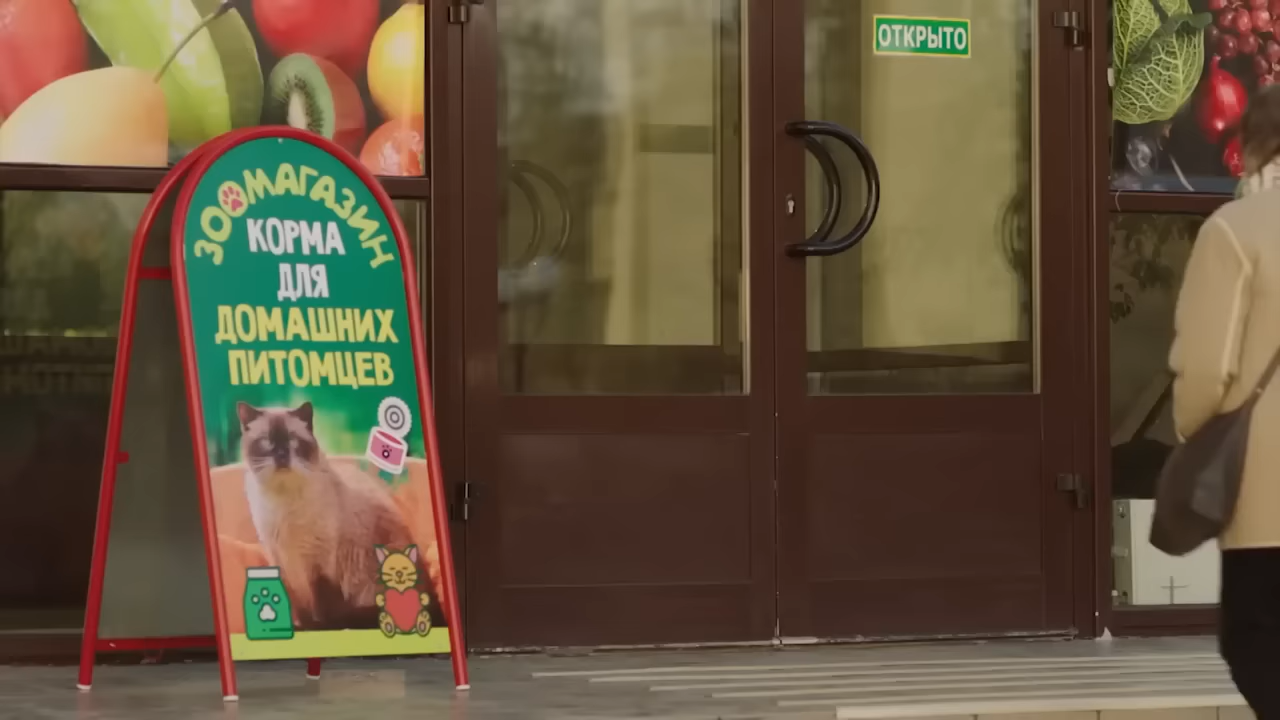 ЗООМАГАЗИН
КОРМА
ДЛЯ
ДОМАШНИХ
ПИТОМЦЕВ
ОТКРЫТО